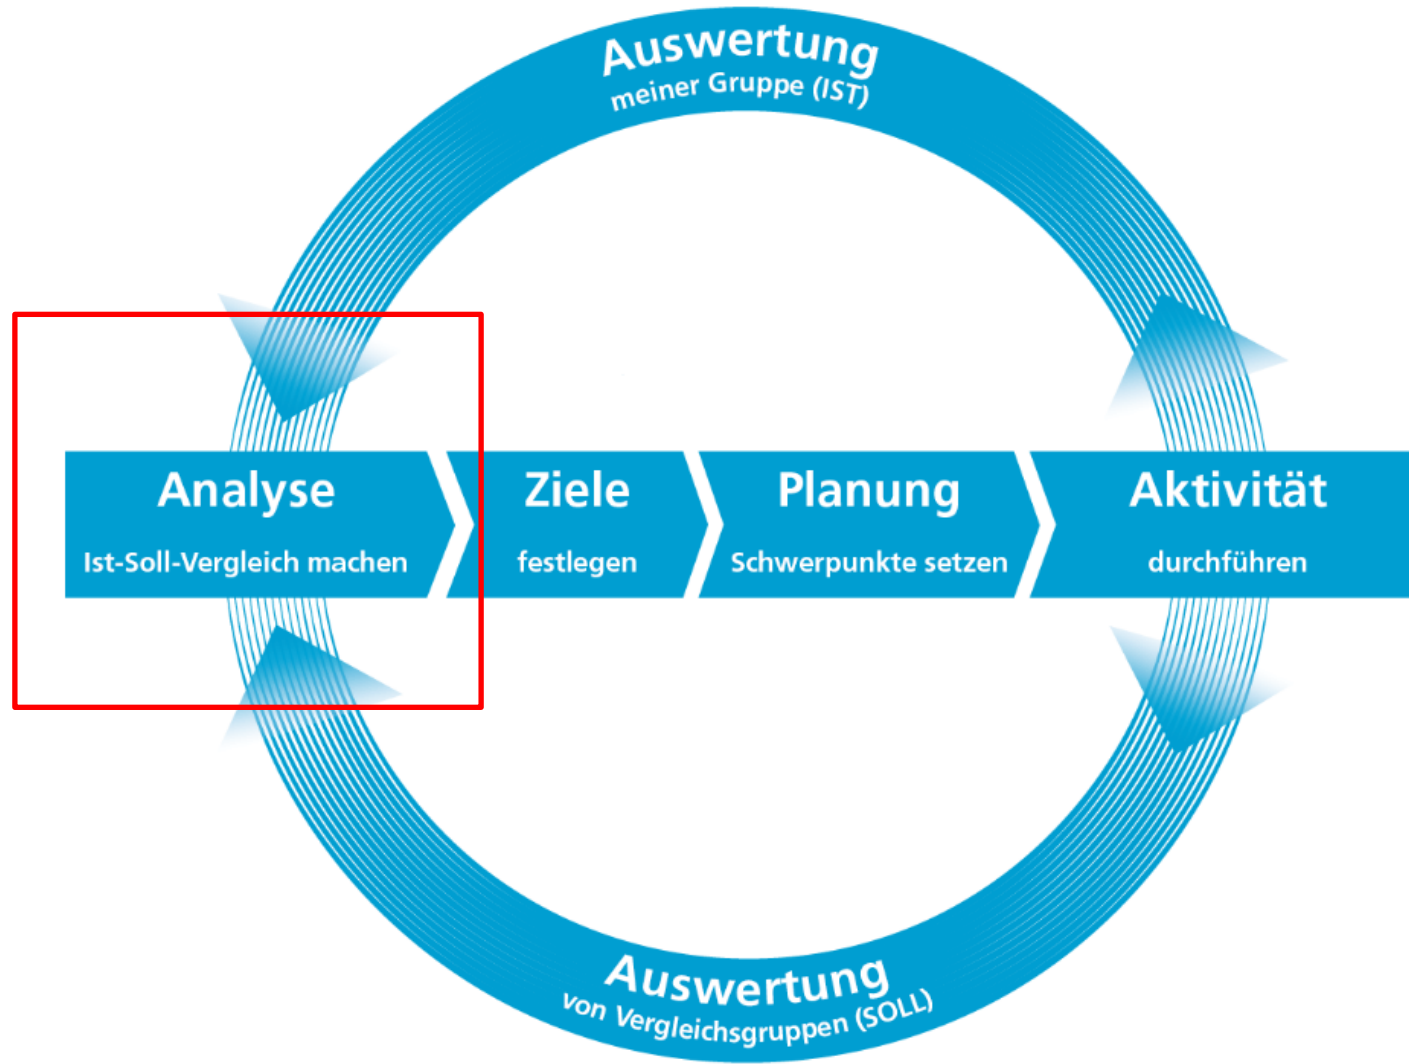 Auswertung
meiner Gruppe (IST)
Analyse
Ist-Soll-Vergleich machen
Ziele
festlegen
Planung
Schwerpunkte setzen
Aktivität
durchführen
Auswertung
von Vergleichsgruppen (SOLL)